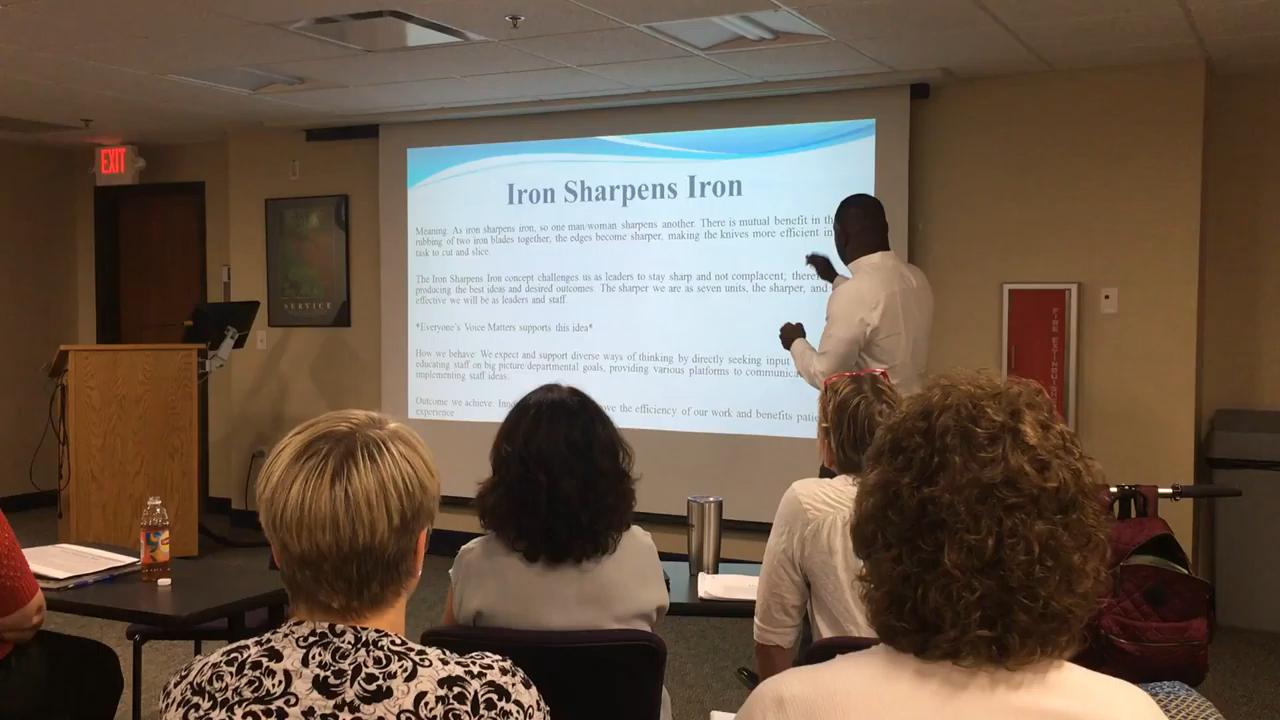 EXIT
SERVICE
Iron Sharpens Iron
Meaning: As iron sharpens iron, so one man/woman sharpens another. There is mutual benefit in the
rubbing of two iron blades together, the edges become sharper, making the knives more efficient in
task to cut and slice.
The Iron Sharpens Iron concept challenges us as leaders to stay sharp and not complacent;
producing the best ideas and desired outcomes. The sharper we are as seven units, the sharper, and
effective we will be as leaders and staff.
*Everyone's Voice Matters supports this idea*
How we behave: We expect and support diverse ways of thinking by directly seeking input
educating staff on big picture/departmental goals, providing various platforms to
implementing staff ideas.
Outcome we achieve: the efficiency of our work and benefits
experience
FIRE EXTINGUISHER